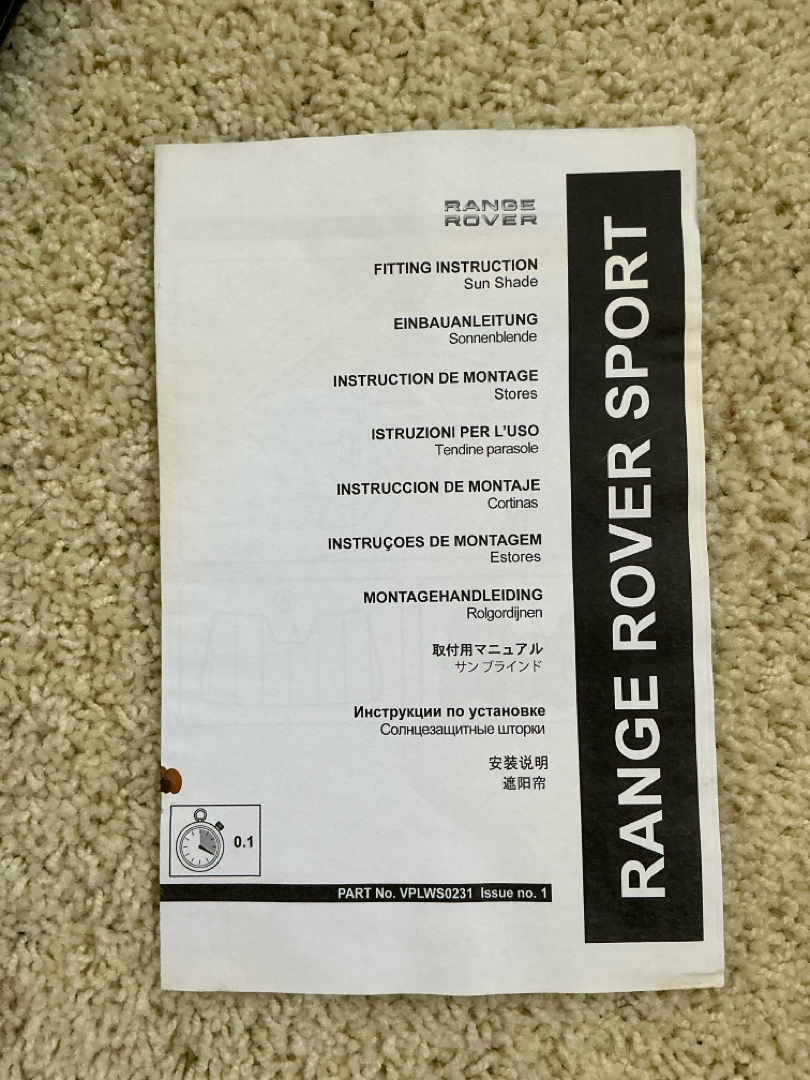 RANGE
ROVER
FITTING INSTRUCTION
Sun Shade
EINBAUANLEITUNG
Sonnenblende
INSTRUCTION DE MONTAGE
Stores
ISTRUZIONI PER L'USO
Tendine parasole
INSTRUCCION DE MONTAJE
Cortinas
INSTRUÇOES DE MONTAGEM
Estores
MONTAGEHANDLEIDING
Rolgordijnen
取付用マニュアル
サン ブラインド
Инструкции по установке
Солнцезащитные шторки
安装说明
遮阳帘
0.1
PART No. VPLWS0231 Issue no. 1
RANGE ROVER SPORT